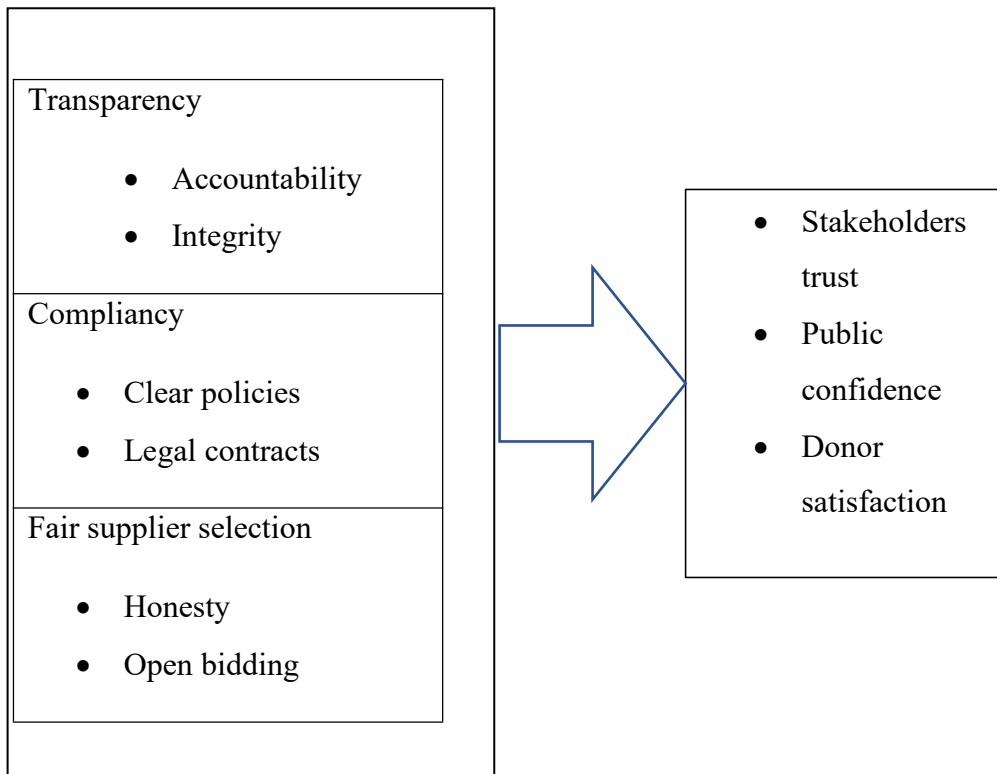 Transparency
• Accountability
• Integrity
Compliancy
• Clear policies
• Legal contracts
Fair supplier selection
• Honesty
• Open bidding
• Stakeholders
trust
• Public
confidence
• Donor
satisfaction